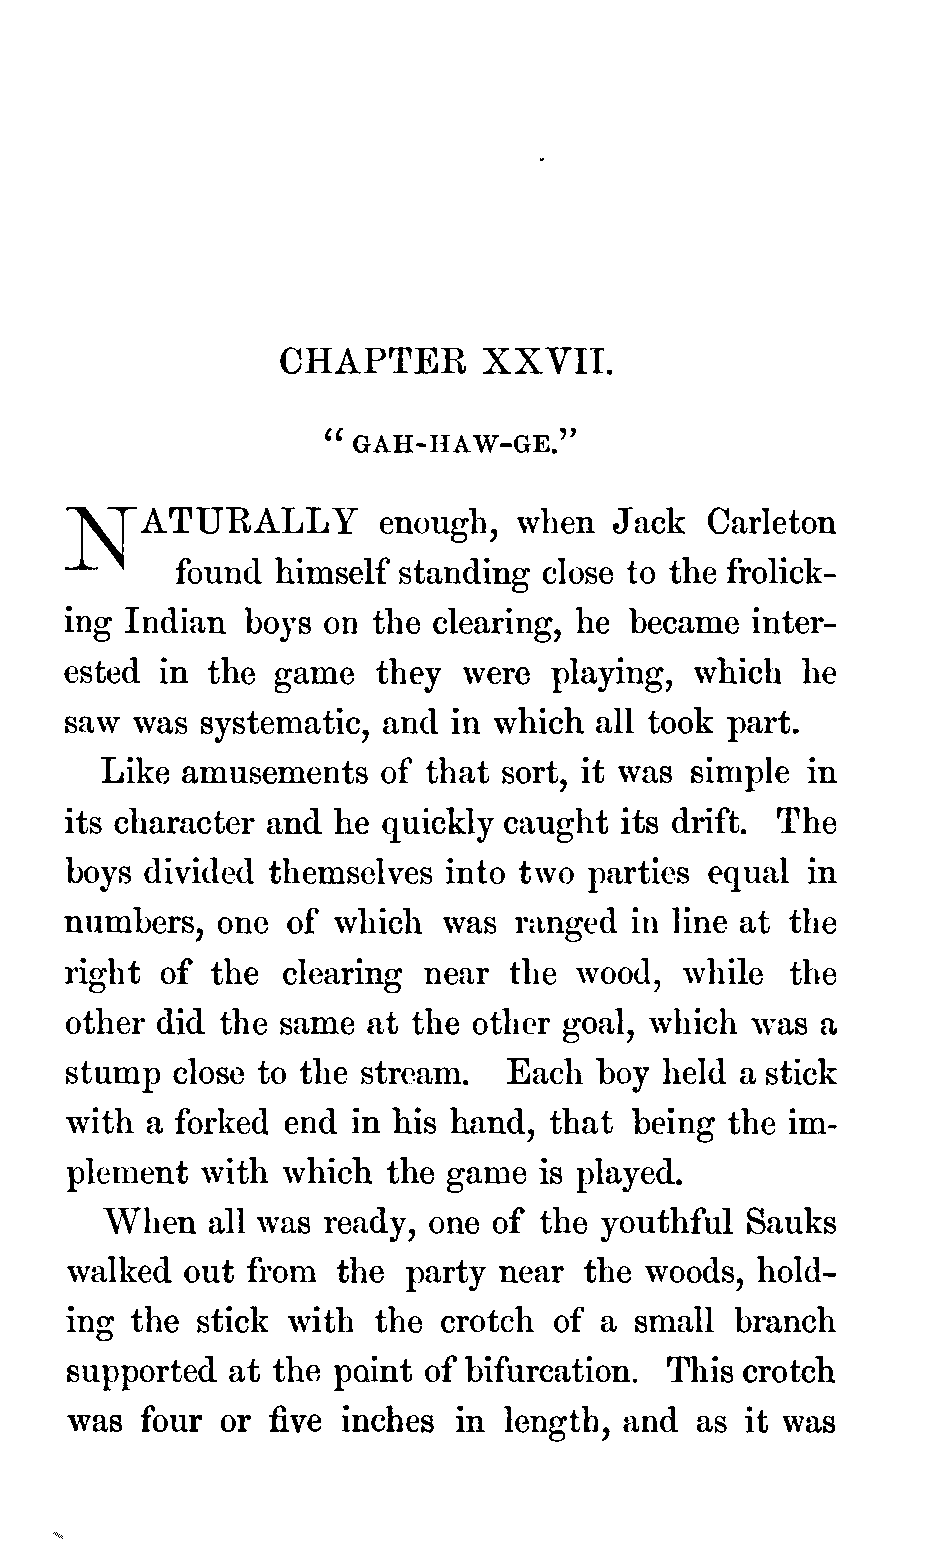 CHAPTER XXVII.
“ GAH-HAW-GE.”
NATURALLY enough, when Jack Carleton
found himself standing close to the frolick-
ing Indian boys on the clearing, he became inter-
ested in the game they were playing, which he
saw was systematic, and in which all took part.
Like amusements of that sort, it was simple in
its character and he quickly caught its drift. The
boys divided themselves into two parties equal in
numbers, one of which was ranged in line at the
right of the clearing near the wood, while the
other did the same at the other goal, which was a
stump close to the stream. Each boy held a stick
with a forked end in his hand, that being the im-
plement with which the game is played.
When all was ready, one of the youthful Sauks
walked out from the party near the woods, hold-
ing the stick with the crotch of a small branch
supported at the point of bifurcation. This crotch
was four or five inches in length, and as it was